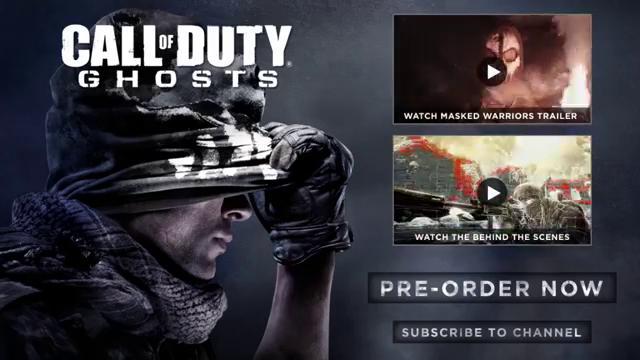 CALL OF DUTY
GHOSTS
WATCH MASKED WARRIORS TRAILER
WATCH THE BEHIND THE SCENES
PRE-ORDER NOW
SUBSCRIBE TO CHANNEL